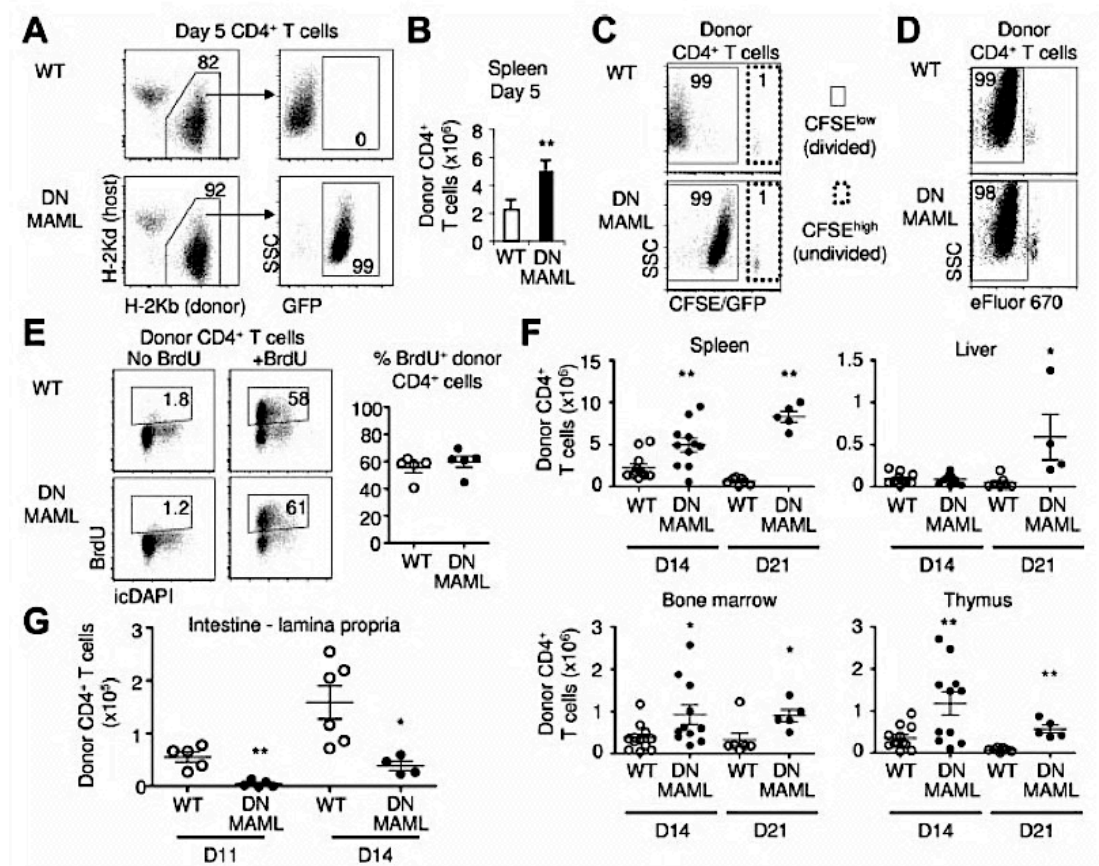 A
Day 5 CD4⁺ T cells
WT
82
0
DN
MAML
92
99
H-2Kd (host)
SSC
H-2Kb (donor)
GFP
B
Spleen
Day 5
Donor CD4⁺
T cells (x10⁶)
8
6
4
2
0
**
WT
DN
MAML
C
Donor
CD4⁺ T cells
WT
99
1
DN
MAML
99
1
SSC
CFSE/GFP
CFSElow
(divided)
CFSEhigh
(undivided)
D
Donor
CD4⁺ T cells
WT
99
DN
MAML
98
SSC
eFluor 670
E
Donor CD4⁺ T cells
No BrdU
+BrdU
WT
1.8
58
DN
MAML
1.2
61
BrdU
icDAPI
% BrdU⁺ donor
CD4⁺ cells
100
80
60
40
20
0
WT
DN
MAML
F
Spleen
Donor CD4⁺
T cells (x10⁶)
15
10
5
0
**
**
WT
DN
MAML
WT
DN
MAML
D14
D21
Liver
1.5
1
0.5
0
*
WT
DN
MAML
WT
DN
MAML
D14
D21
Bone marrow
Donor CD4⁺
T cells (x10⁶)
3
2
1
0
*
*
WT
DN
MAML
WT
DN
MAML
D14
D21
Thymus
3
2
1
0
**
**
WT
DN
MAML
WT
DN
MAML
D14
D21
G
Intestine - lamina propria
Donor CD4⁺ T cells
(x10⁵)
3
2
1
0
**
*
WT
DN
MAML
WT
DN
MAML
D11
D14